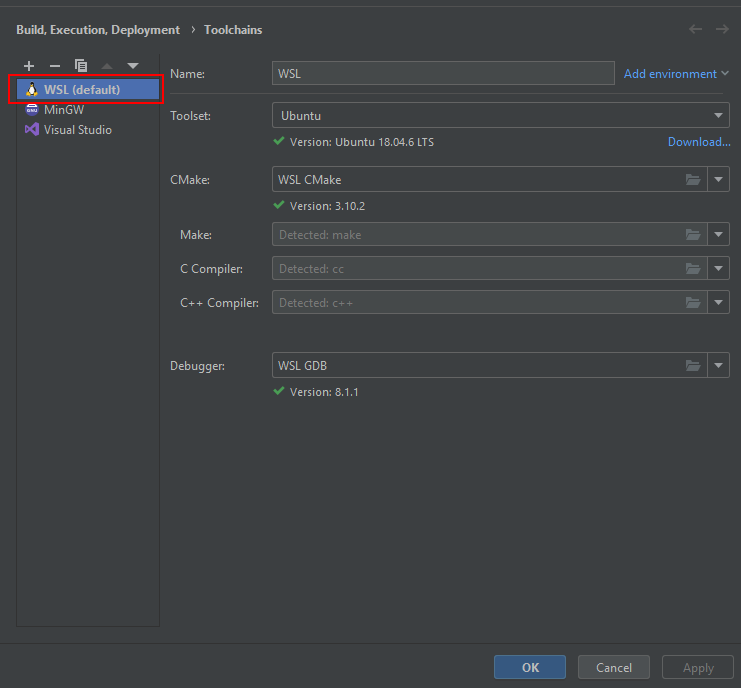 Build, Execution, Deployment › Toolchains
WSL (default)
MinGW
Visual Studio
Name: WSL Add environment
Toolset: Ubuntu
Version: Ubuntu 18.04.6 LTS Download...
CMake: WSL CMake
Version: 3.10.2
Make: Detected: make
C Compiler: Detected: cc
C++ Compiler: Detected: c++
Debugger: WSL GDB
Version: 8.1.1
OK Cancel Apply